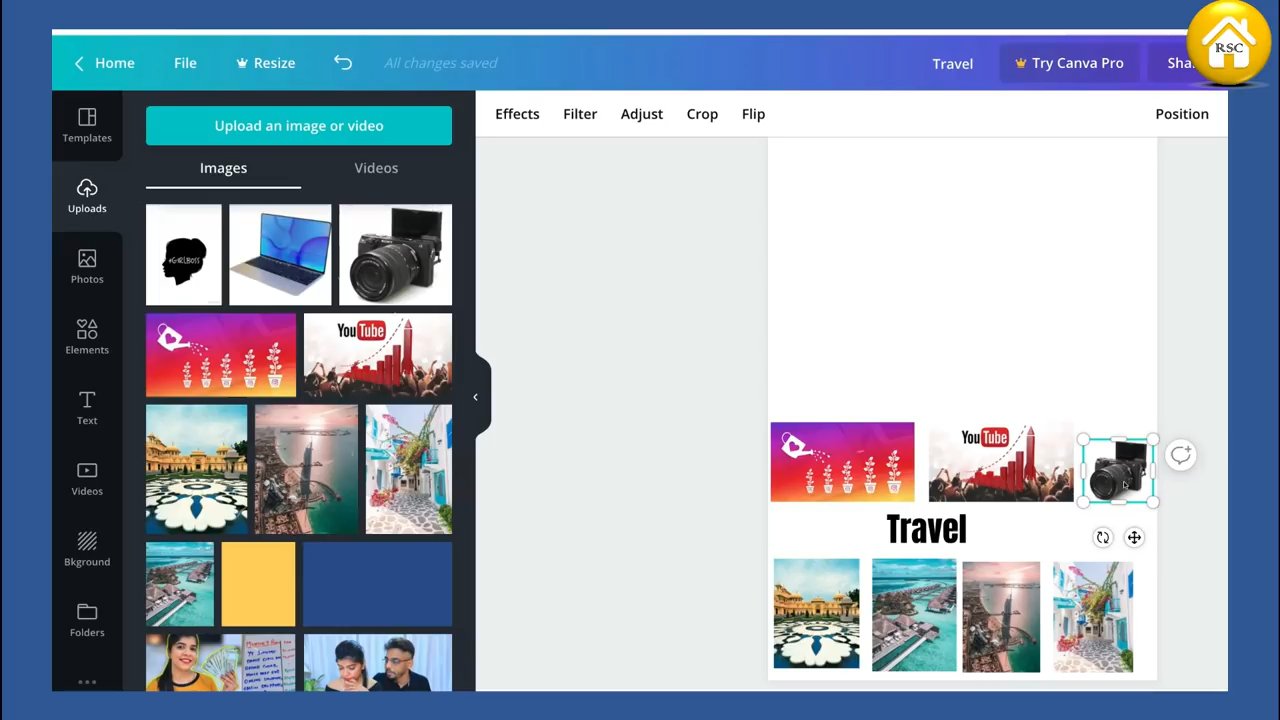 RSC
Home File Resize All changes saved Travel Try Canva Pro Sha
Templates
Uploads
Photos
Elements
Text
Videos
Bkground
Folders
Upload an image or video
Images Videos
#GIRLBOSS
YouTube
Effects Filter Adjust Crop Flip Position
YouTube
Travel